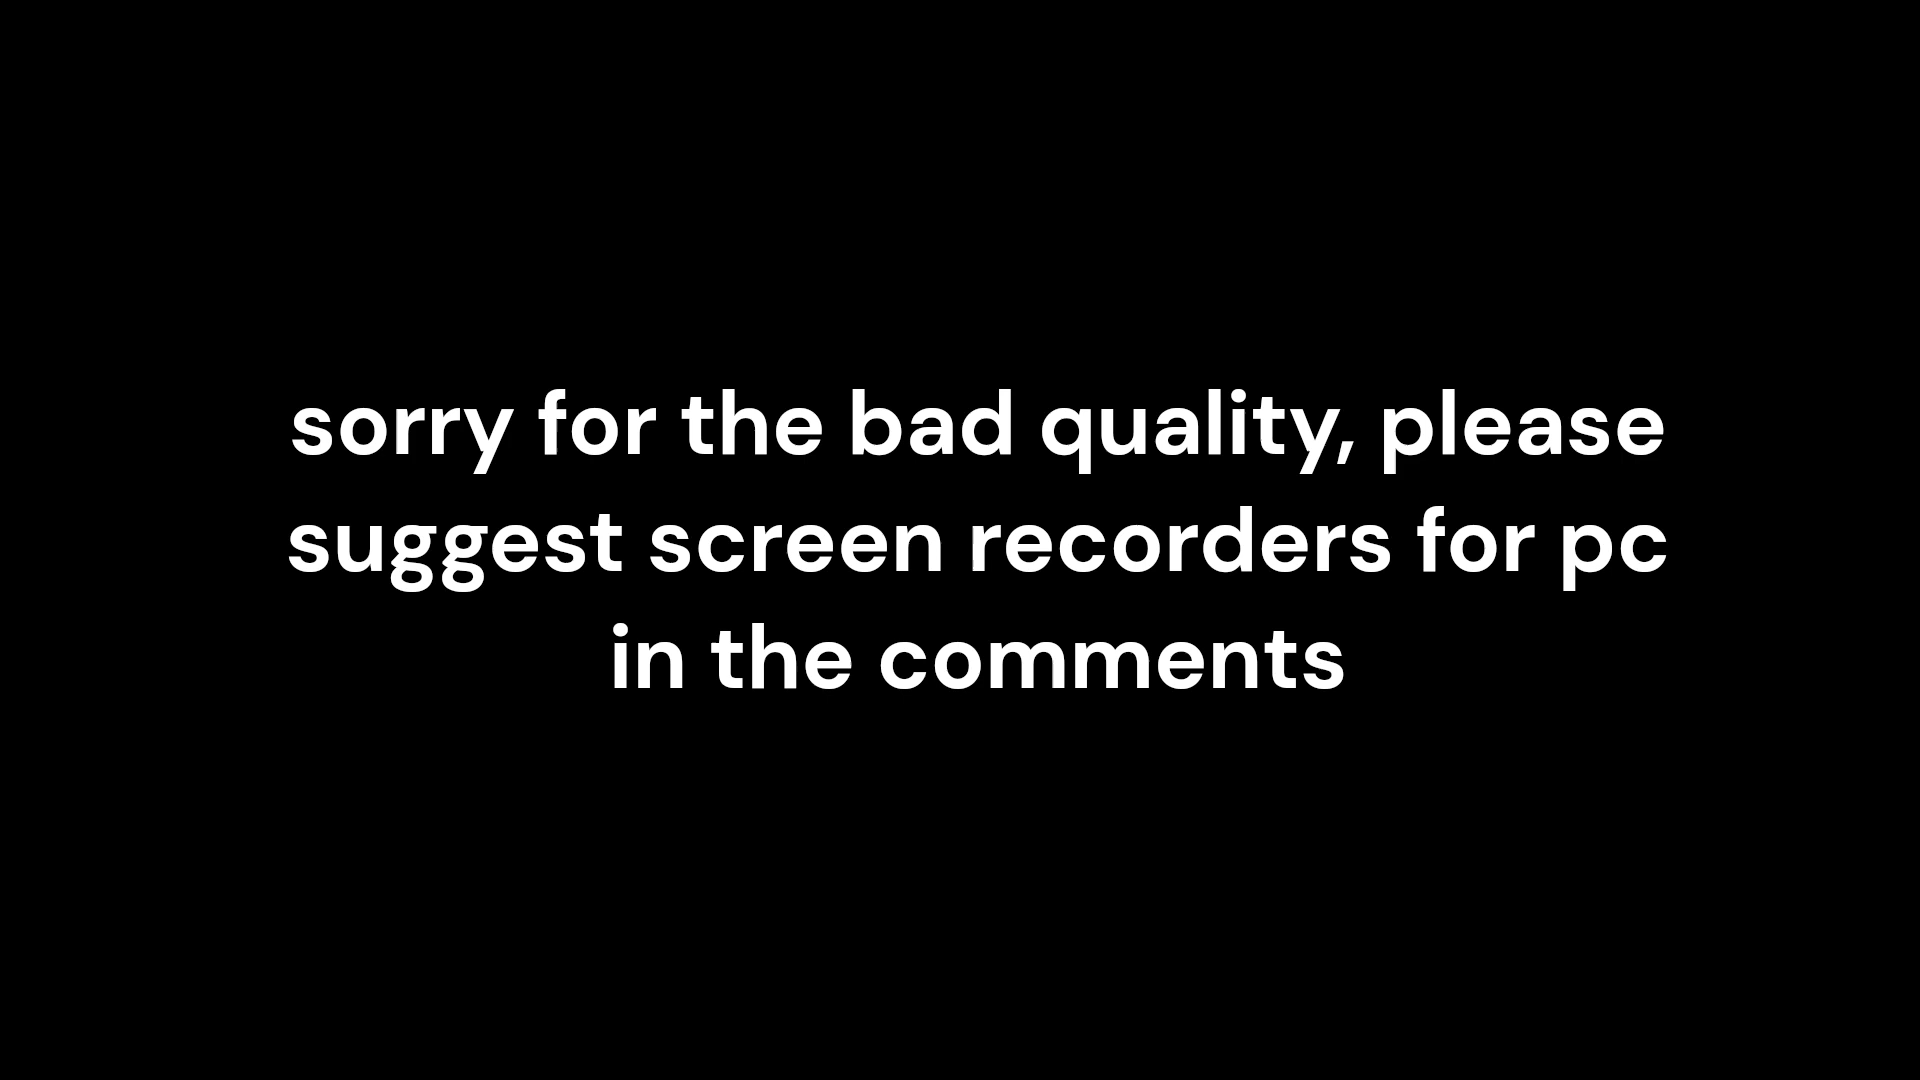 sorry for the bad quality, please
suggest screen recorders for pc
in the comments